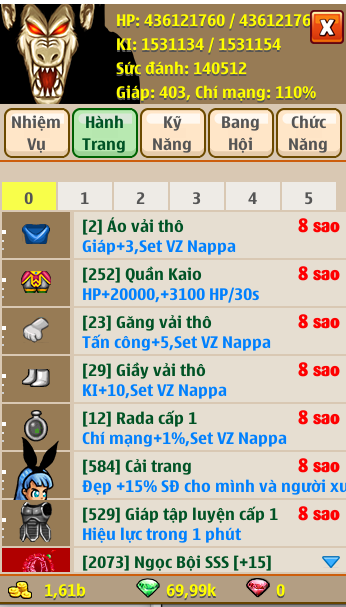 HP: 436121760 / 43612176
KI: 1531134 / 1531154
Sức đánh: 140512
Giáp: 403, Chí mạng: 110%
X
Nhiệm Vụ
Hành Trang
Kỹ Năng
Bang Hội
Chức Năng
0 1 2 3 4 5
[2] Áo vải thô 8 sao
Giáp+3,Set VZ Nappa
[252] Quần Kaio 8 sao
HP+20000,+3100 HP/30s
[23] Găng vải thô 8 sao
Tấn công+5,Set VZ Nappa
[29] Giầy vải thô 8 sao
KI+10,Set VZ Nappa
[12] Rada cấp 1 8 sao
Chí mạng+1%,Set VZ Nappa
[584] Cải trang 8 sao
Đẹp +15% SĐ cho mình và người xu
[529] Giáp tập luyện cấp 1 8 sao
Hiệu lực trong 1 phút
[2073] Ngọc Bội SSS [+15]
1,61b 69,99k 0